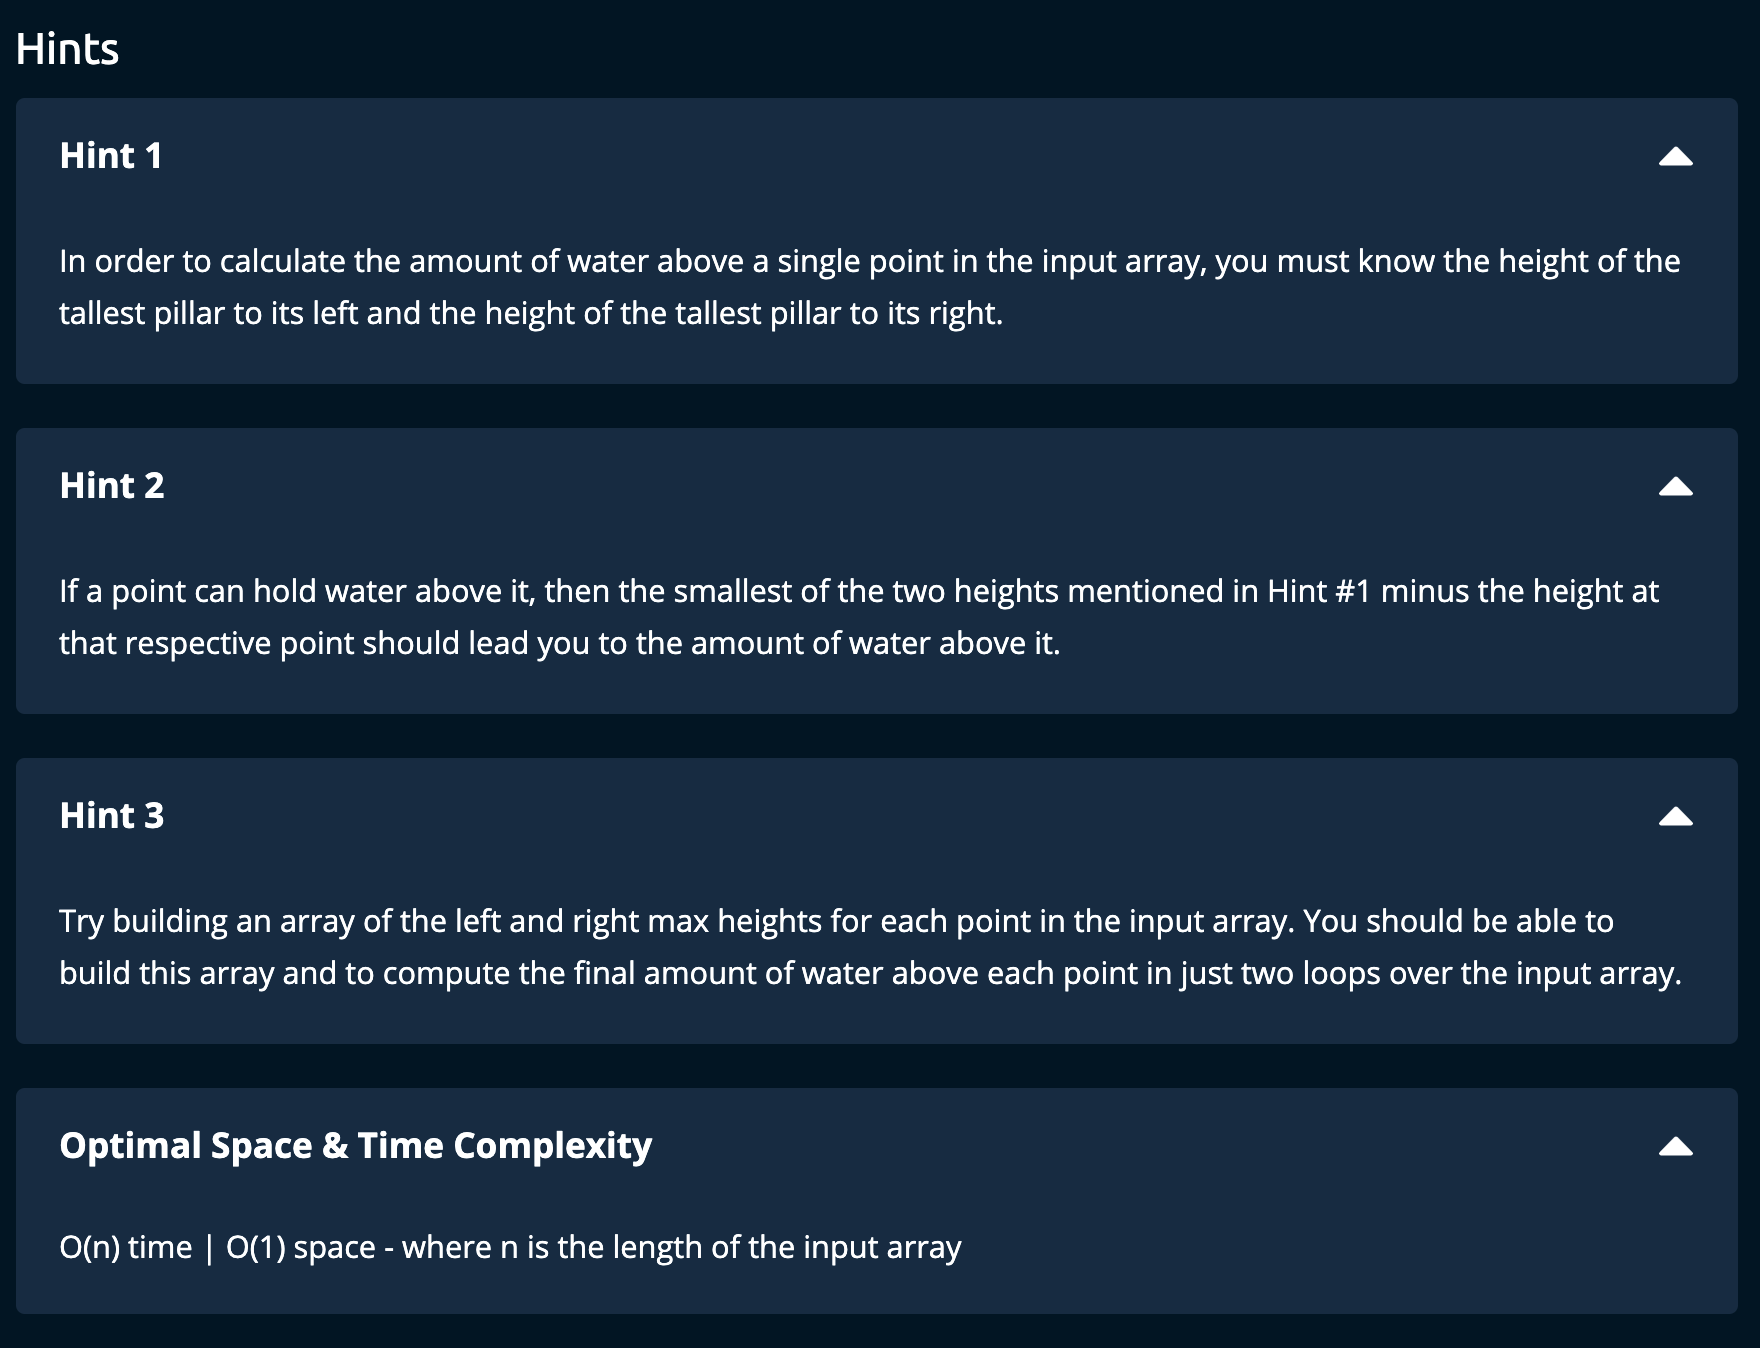 Hints
Hint 1
In order to calculate the amount of water above a single point in the input array, you must know the height of the
tallest pillar to its left and the height of the tallest pillar to its right.
Hint 2
If a point can hold water above it, then the smallest of the two heights mentioned in Hint #1 minus the height at
that respective point should lead you to the amount of water above it.
Hint 3
Try building an array of the left and right max heights for each point in the input array. You should be able to
build this array and to compute the final amount of water above each point in just two loops over the input array.
Optimal Space & Time Complexity
O(n) time | O(1) space - where n is the length of the input array